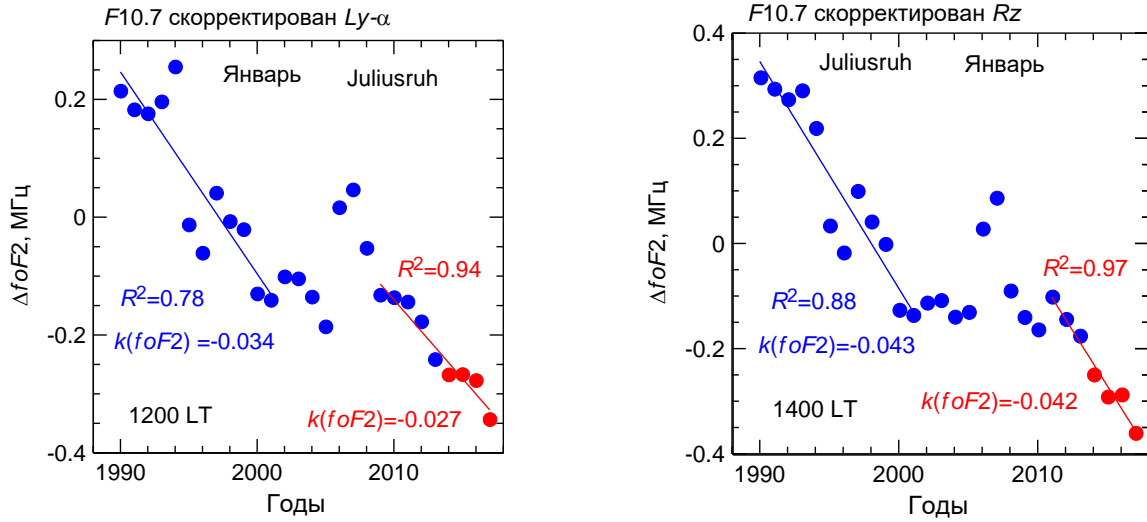 F10.7 скорректирован Ly-α
0.2
0
-0.2
-0.4
ΔfoF2, МГц
Январь
Juliusruh
R²=0.94
R²=0.78
k(foF2) =-0.034
k(foF2)=-0.027
1200 LT
1990
2000
2010
Годы
F10.7 скорректирован Rz
0.4
0.2
0
-0.2
-0.4
ΔfoF2, МГц
Juliusruh
Январь
R²=0.97
R²=0.88
k(foF2)=-0.043
k(foF2)=-0.042
1400 LT
1990
2000
2010
Годы